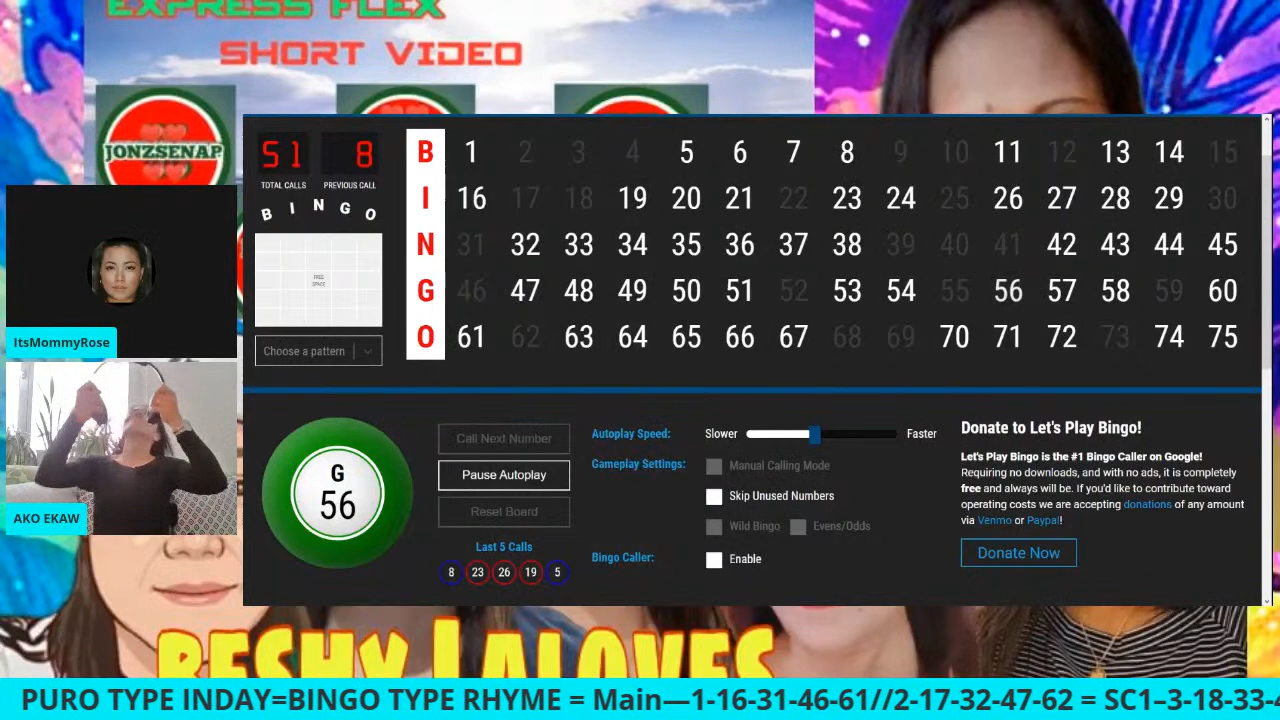 EXPRESS FLEX
SHORT VIDEO
JONZSENAP
51 8
TOTAL CALLS PREVIOUS CALL
B I N G O
FREE
SPACE
Choose a pattern
B 1 2 3 4 5 6 7 8 9 10 11 12 13 14 15
I 16 17 18 19 20 21 22 23 24 25 26 27 28 29 30
N 31 32 33 34 35 36 37 38 39 40 41 42 43 44 45
G 46 47 48 49 50 51 52 53 54 55 56 57 58 59 60
O 61 62 63 64 65 66 67 68 69 70 71 72 73 74 75
ItsMommyRose
AKO EKAW
G
56
Call Next Number
Pause Autoplay
Reset Board
Last 5 Calls
8 23 26 19 5
Autoplay Speed: Slower Faster
Gameplay Settings: Manual Calling Mode
Skip Unused Numbers
Wild Bingo Evens/Odds
Bingo Caller: Enable
Donate to Let's Play Bingo!
Let's Play Bingo is the #1 Bingo Caller on Google!
Requiring no downloads, and with no ads, it is completely
free and always will be. If you'd like to contribute toward
operating costs we are accepting donations of any amount
via Venmo or Paypal!
Donate Now
BESHY LALOVES
PURO TYPE INDAY=BINGO TYPE RHYME = Main—1-16-31-46-61//2-17-32-47-62 = SC1–3-18-33-4